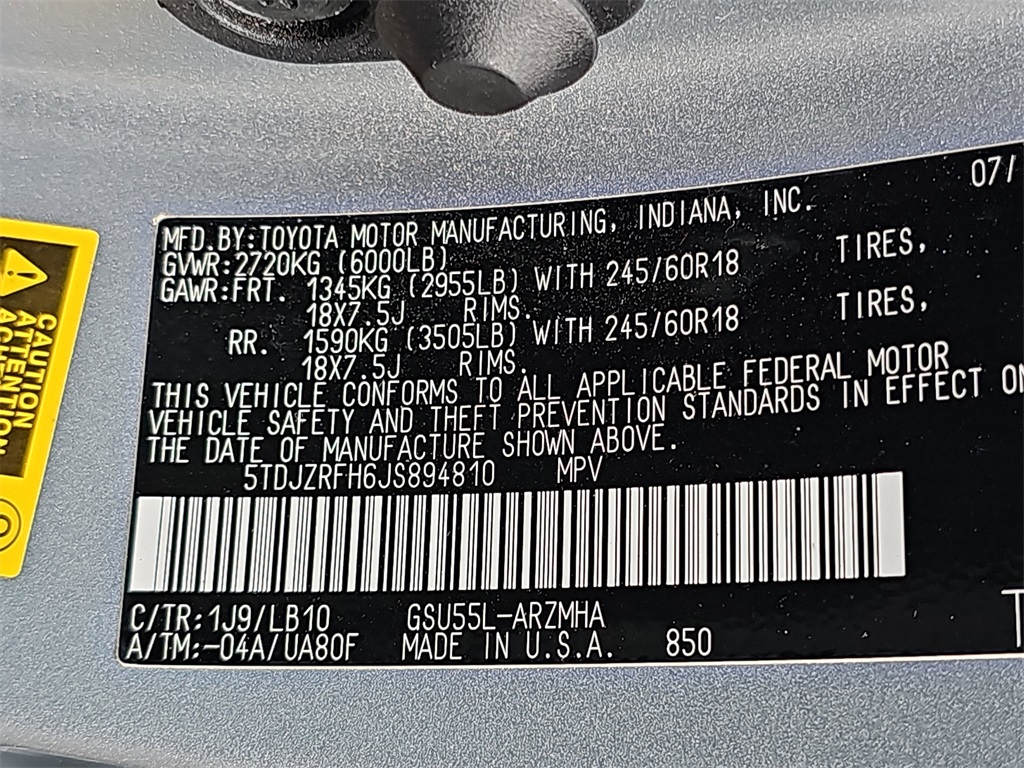 07/
MFD.BY:TOYOTA MOTOR MANUFACTURING, INDIANA, INC.
GVWR:2720KG (6000LB)
GAWR:FRT. 1345KG (2955LB) WITH 245/60R18 TIRES,
18X7.5J RIMS.
RR. 1590KG (3505LB) WITH 245/60R18 TIRES,
18X7.5J RIMS.
THIS VEHICLE CONFORMS TO ALL APPLICABLE FEDERAL MOTOR
VEHICLE SAFETY AND THEFT PREVENTION STANDARDS IN EFFECT ON
THE DATE OF MANUFACTURE SHOWN ABOVE.
5TDJZRFH6JS894810 MPV
C/TR:1J9/LB10 GSU55L-ARZMHA
A/TM:-04A/UA80F MADE IN U.S.A. 850
T
CAUTION
ATTENTION
ACHTUNG